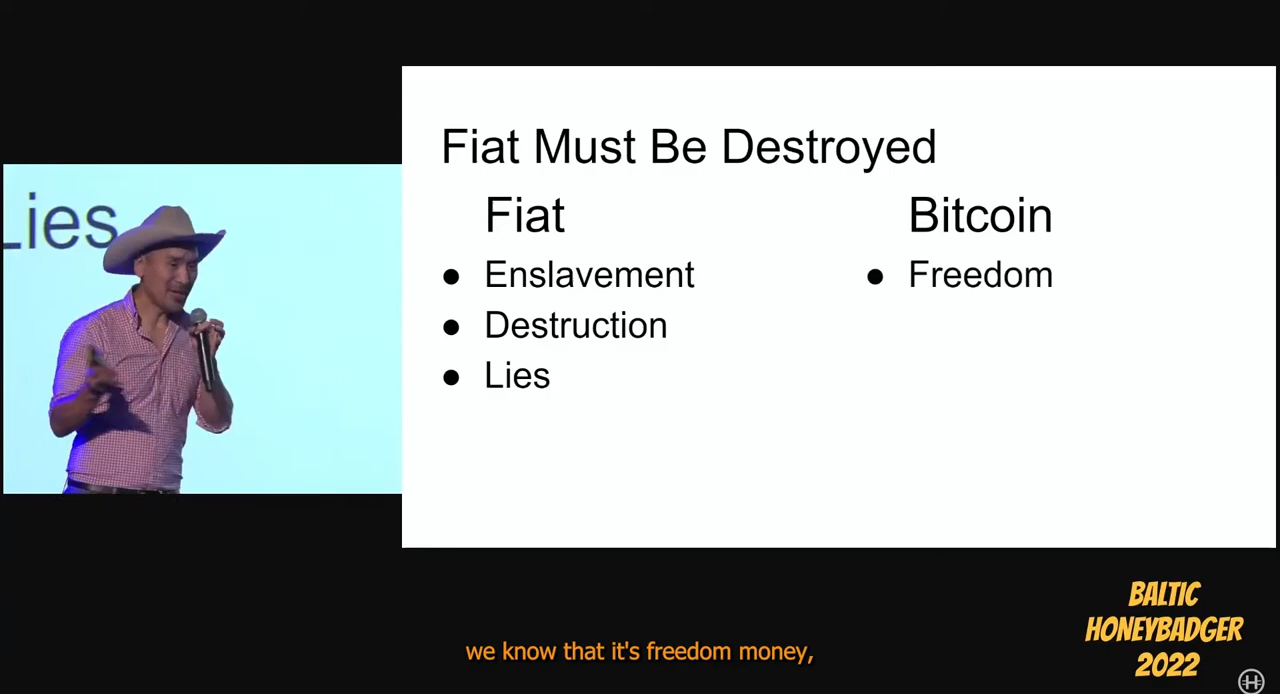 Lies
Fiat Must Be Destroyed
Fiat
● Enslavement
● Destruction
● Lies
Bitcoin
● Freedom
BALTIC
HONEYBADGER
2022
we know that it's freedom money,